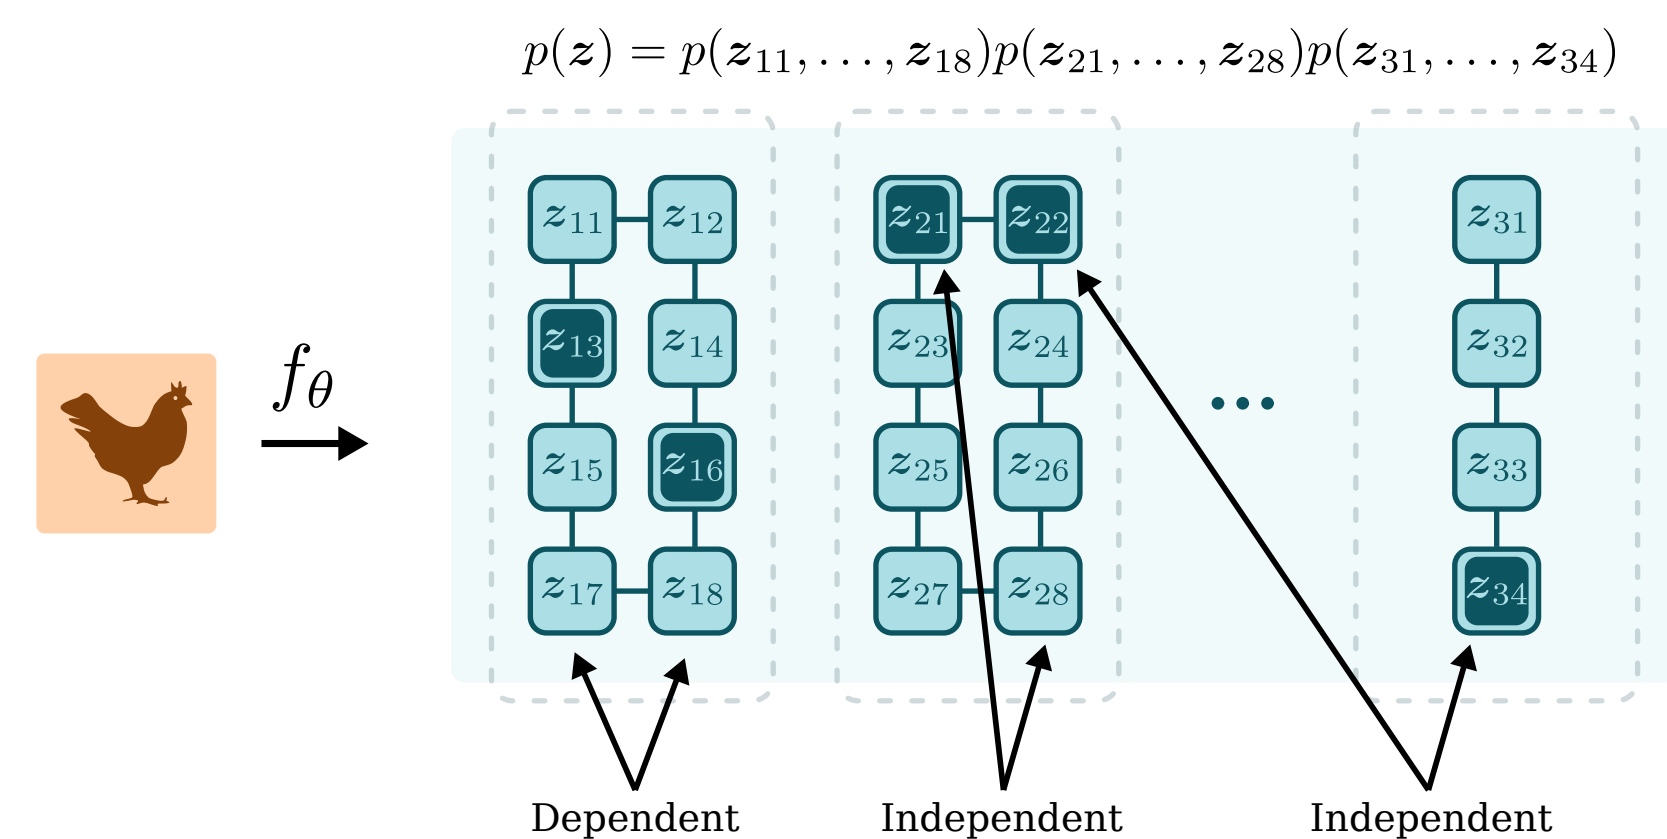 p(z) = p(z₁₁, . . . , z₁₈)p(z₂₁, . . . , z₂₈)p(z₃₁, . . . , z₃₄)
z₁₁ z₁₂ z₂₁ z₂₂ z₃₁
z₁₃ z₁₄ z₂₃ z₂₄ z₃₂
f_θ
z₁₅ z₁₆ z₂₅ z₂₆ z₃₃
z₁₇ z₁₈ z₂₇ z₂₈ z₃₄
Dependent Independent Independent